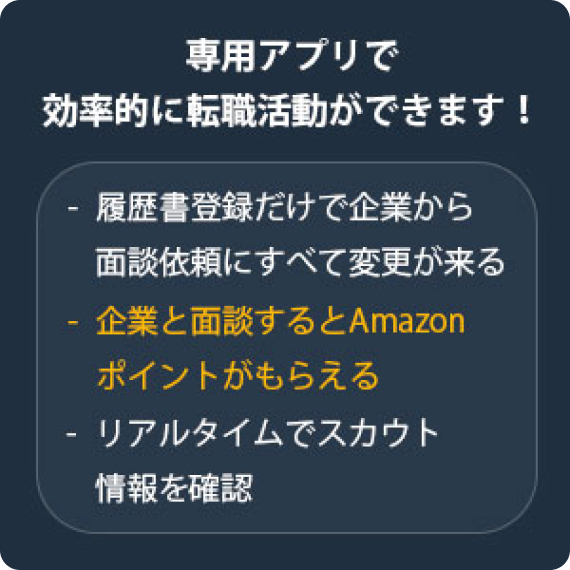 専用アプリで
効率的に転職活動ができます！
- 履歴書登録だけで企業から
面談依頼にすべて変更が来る
- 企業と面談するとAmazon
ポイントがもらえる
- リアルタイムでスカウト
情報を確認